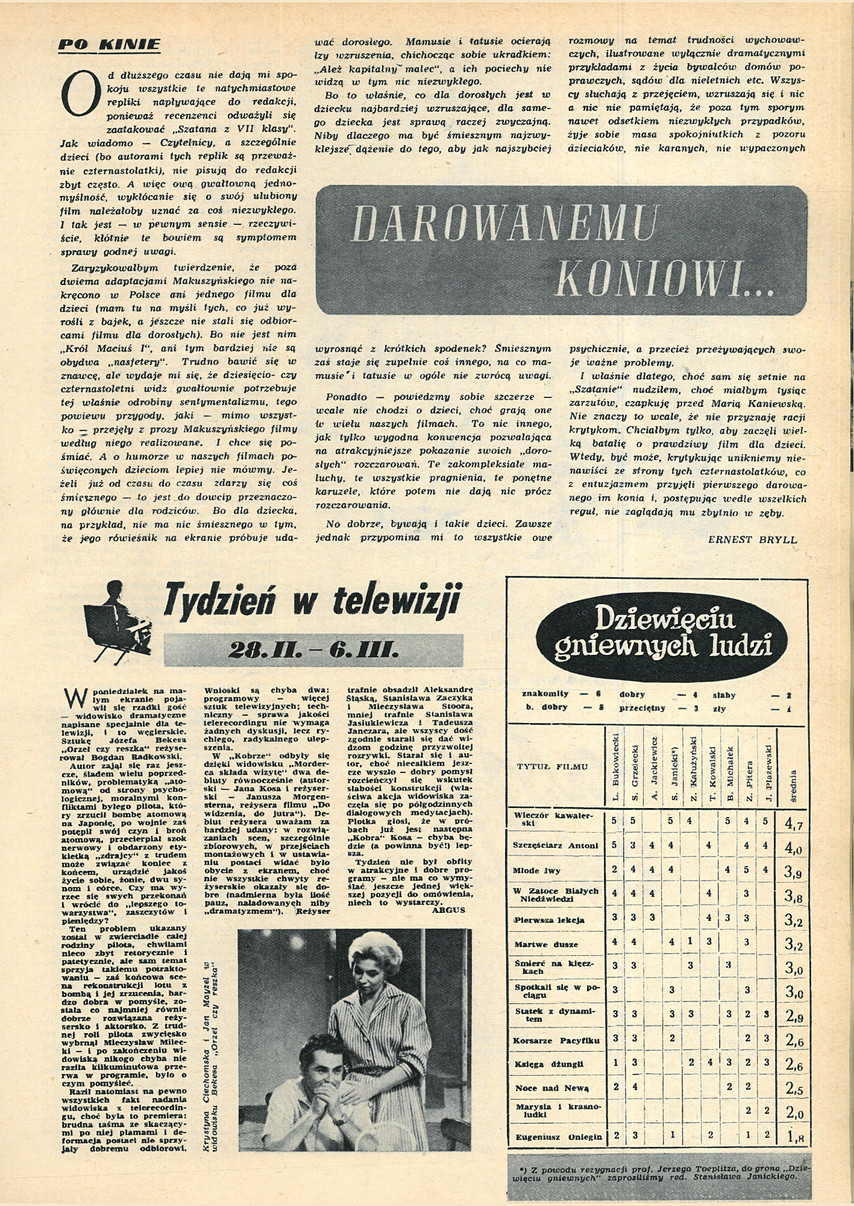 PO KINIE
Od dłuższego czasu nie dają mi spo-
koju wszystkie te natychmiastowe
repliki napływające do redakcji,
ponieważ recenzenci odważyli się
zaatakować „Szatana z VII klasy".
Jak wiadomo — Czytelnicy, a szczególnie
dzieci (bo autorami tych replik są przeważ-
nie czternastolatki), nie pisują do redakcji
zbyt często. A więc ową gwałtowną jedno-
myślność, wykłócanie się o swój ulubiony
film należałoby uznać za coś niezwykłego.
I tak jest — w pewnym sensie — rzeczywi-
ście, kłótnie te bowiem są symptomem
sprawy godnej uwagi.
Zaryzykowałbym twierdzenie, że poza
dwiema adaptacjami Makuszyńskiego nie na-
kręcono w Polsce ani jednego filmu dla
dzieci (mam tu na myśli tych, co już wy-
rośli z bajek, a jeszcze nie stali się odbior-
cami filmu dla dorosłych). Bo nie jest nim
„Król Maciuś I", ani tym bardziej nie są
obydwa „nasfetery". Trudno bawić się w
znawcę, ale wydaje mi się, że dziesięcio- czy
czternastoletni widz gwałtownie potrzebuje
tej właśnie odrobiny sentymentalizmu, tego
powiewu przygody, jaki — mimo wszyst-
ko — przejęły z prozy Makuszyńskiego filmy
według niego realizowane. I chce się po-
śmiać. A o humorze w naszych filmach po-
święconych dzieciom lepiej nie mówmy. Je-
żeli już od czasu do czasu zdarzy się coś
śmiesznego — to jest do dowcip przeznaczo-
ny głównie dla rodziców. Bo dla dziecka,
na przykład, nie ma nic śmiesznego w tym,
że jego rówieśnik na ekranie próbuje uda-
wać dorosłego. Mamusie i tatusie ocierają
łzy wzruszenia, chichocząc sobie ukradkiem:
„Ależ kapitalny malec", a ich pociechy nie
widzą w tym nic niezwykłego.
Bo to właśnie, co dla dorosłych jest w
dziecku najbardziej wzruszające, dla same-
go dziecka jest sprawą raczej zwyczajną.
Niby dlaczego ma być śmiesznym najzwy-
klejsze dążenie do tego, aby jak najszybciej
DAROWANEMU
KONIOWI...
wyrosnąć z krótkich spodenek? Śmiesznym
zaś staje się zupełnie coś innego, na co ma-
musie i tatusie w ogóle nie zwrócą uwagi.
Ponadto — powiedzmy sobie szczerze —
wcale nie chodzi o dzieci, choć grają one
w wielu naszych filmach. To nic innego,
jak tylko wygodna konwencja pozwalająca
na atrakcyjniejsze pokazanie swoich „doro-
słych" rozczarowań. Te zakompleksiałe ma-
luchy, te wszystkie pragnienia, te ponętne
karuzele, które potem nie dają nic prócz
rozczarowania.
No dobrze, bywają i takie dzieci. Zawsze
jednak przypomina mi to wszystkie owe
rozmowy na temat trudności wychowaw-
czych, ilustrowane wyłącznie dramatycznymi
przykładami z życia bywalców domów po-
prawczych, sądów dla nieletnich etc. Wszys-
cy słuchają z przejęciem, wzruszają się i nic
a nic nie pamiętają, że poza tym sporym
nawet odsetkiem niezwykłych przypadków,
żyje sobie masa spokojniutkich z pozoru
dzieciaków, nie karanych, nie wypaczonych
psychicznie, a przecież przeżywających swo-
je ważne problemy.
I właśnie dlatego, choć sam się setnie na
„Szatanie" nudziłem, choć miałbym tysiąc
zarzutów, czapkuję przed Marią Kaniewską.
Nie znaczy to wcale, że nie przyznaję racji
krytykom. Chciałbym tylko, aby zaczęli wiel-
ką batalię o prawdziwy film dla dzieci.
Wtedy, być może, krytykując unikniemy nie-
nawiści ze strony tych czternastolatków, co
z entuzjazmem przyjęli pierwszego darowa-
nego im konia i, postępując wedle wszelkich
reguł, nie zaglądają mu zbytnio w zęby.
ERNEST BRYLL
Tydzień w telewizji
28.II. – 6.III.
W poniedziałek na ma-
łym ekranie poja-
wił się rzadki gość
— widowisko dramatyczne
napisane specjalnie dla te-
lewizji, i to węgierskie.
Sztukę Józefa Bekesa
„Orzeł czy reszka" reżyse-
rował Bogdan Radkowski.
Autor zajął się raz jesz-
cze, śladem wielu poprzed-
ników, problematyką „ato-
mową" od strony psycho-
logicznej, moralnymi kon-
fliktami byłego pilota, któ-
ry zrzucił bombę atomową
na Japonię, po wojnie zaś
potępił swój czyn i broń
atomową, przecierpiał szok
nerwowy i obdarzony ety-
kietką „zdrajcy" z trudem
może związać koniec z
końcem, urządzić jakoś
życie sobie, żonie, dwu sy-
nom i córce. Czy ma wy-
rzec się swych przekonań
i wrócić do „lepszego to-
warzystwa", zaszczytów i
pieniędzy?
Ten problem ukazany
został w zwierciadle całej
rodziny pilota, chwilami
nieco zbyt retorycznie i
patetycznie, ale sam temat
sprzyja takiemu potrakto-
waniu — zaś końcowa sce-
na rekonstrukcji lotu z
bombą i jej zrzucenia, bar-
dzo dobra w pomyśle, zo-
stała co najmniej równie
dobrze rozwiązana reży-
sersko i aktorsko. Z trud-
nej roli pilota zwycięsko
wybrnął Mieczysław Milec-
ki — i po zakończeniu wi-
dowiska nikogo chyba nie
raziła kilkuminutowa prze-
rwa w programie, było o
czym pomyśleć.
Raził natomiast na pewno
wszystkich fakt nadania
widowiska z telerecordin-
gu, choć była to premiera:
brudna taśma ze skaczący-
mi po niej plamami i de-
formacja postaci nie sprzy-
jały dobremu odbiorowi.
Wnioski są chyba dwa:
programowy — więcej
sztuk telewizyjnych; tech-
niczny — sprawa jakości
telerecordingu nie wymaga
żadnych dyskusji, lecz ry-
chłego, radykalnego ulep-
szenia.
W „Kobrze" odbyły się
dzięki widowisku „Morder-
ca składa wizytę" dwa de-
biuty równocześnie (autor-
ski — Jana Kosa i reżyser-
ski — Janusza Morgen-
sterna, reżysera filmu „Do
widzenia, do jutra"). De-
biut reżysera uważam za
bardziej udany: w rozwią-
zaniach scen, szczególnie
zbiorowych, w przejściach
montażowych i w ustawia-
niu postaci widać było
obycie z ekranem, choć
nie wszystkie chwyty re-
żyserskie okazały się do-
bre (nadmierna była ilość
pauz, naładowanych niby
„dramatyzmem"). Reżyser
trafnie obsadził Aleksandrę
Śląską, Stanisława Zaczyka
i Mieczysława Stoora,
mniej trafnie Stanisława
Jasiukiewicza i Tadeusza
Janczara, ale wszyscy dość
zgodnie starali się dać wi-
dzom godzinę przyzwoitej
rozrywki. Starał się i au-
tor, choć niecałkiem jesz-
cze wyszło — dobry pomysł
rozcieńczył się wskutek
słabości konstrukcji (wła-
ściwa akcja widowiska za-
częła się po półgodzinnych
dialogowych medytacjach).
Plotka głosi, że w pró-
bach już jest następna
„Kobra" Kosa — chyba bę-
dzie (a powinna być!) lep-
sza.
Tydzień nie był obfity
w atrakcyjne i dobre pro-
gramy — nie ma co wymy-
ślać jeszcze jednej więk-
szej pozycji do omówienia,
niech to wystarczy.
ARGUS
Krystyna Ciechomska i Jan Mayzel w
widowisku Bekesa „Orzeł czy reszka"
Dziewięciu
gniewnych ludzi
znakomity — 6 dobry — 4 słaby — 2
b. dobry — 5 przeciętny — 3 zły — 1
TYTUŁ FILMU L. Bukowiecki S. Grzelecki A. Jackiewicz S. Janicki*) Z. Kałużyński T. Kowalski B. Michałek Z. Pitera J. Płażewski średnia
Wieczór kawaler-
ski 5 5 5 4 5 4 5 4,7
Szczęściarz Antoni 5 3 4 4 4 4 4 4,0
Młode lwy 2 4 4 4 4 5 4 3,9
W Zatoce Białych
Niedźwiedzi 4 4 4 4 3 3,8
Pierwsza lekcja 3 3 3 4 3 3 3,2
Martwe dusze 4 4 4 1 3 3 3,2
Śmierć na klęcz-
kach 3 3 3 3 3,0
Spotkali się w po-
ciągu 3 3 3 3,0
Statek z dynami-
tem 3 3 3 3 3 2 3 2,9
Korsarze Pacyfiku 3 3 2 2 3 2,6
Księga dżungli 1 3 2 4 3 2 3 2,6
Noce nad Newą 2 4 2 2 2,5
Marysia i krasno-
ludki 2 2 2,0
Eugeniusz Oniegin 2 3 1 2 1 2 1,8
*) Z powodu rezygnacji prof. Jerzego Toeplitza, do grona „Dzie-
więciu gniewnych" zaprosiliśmy red. Stanisława Janickiego.